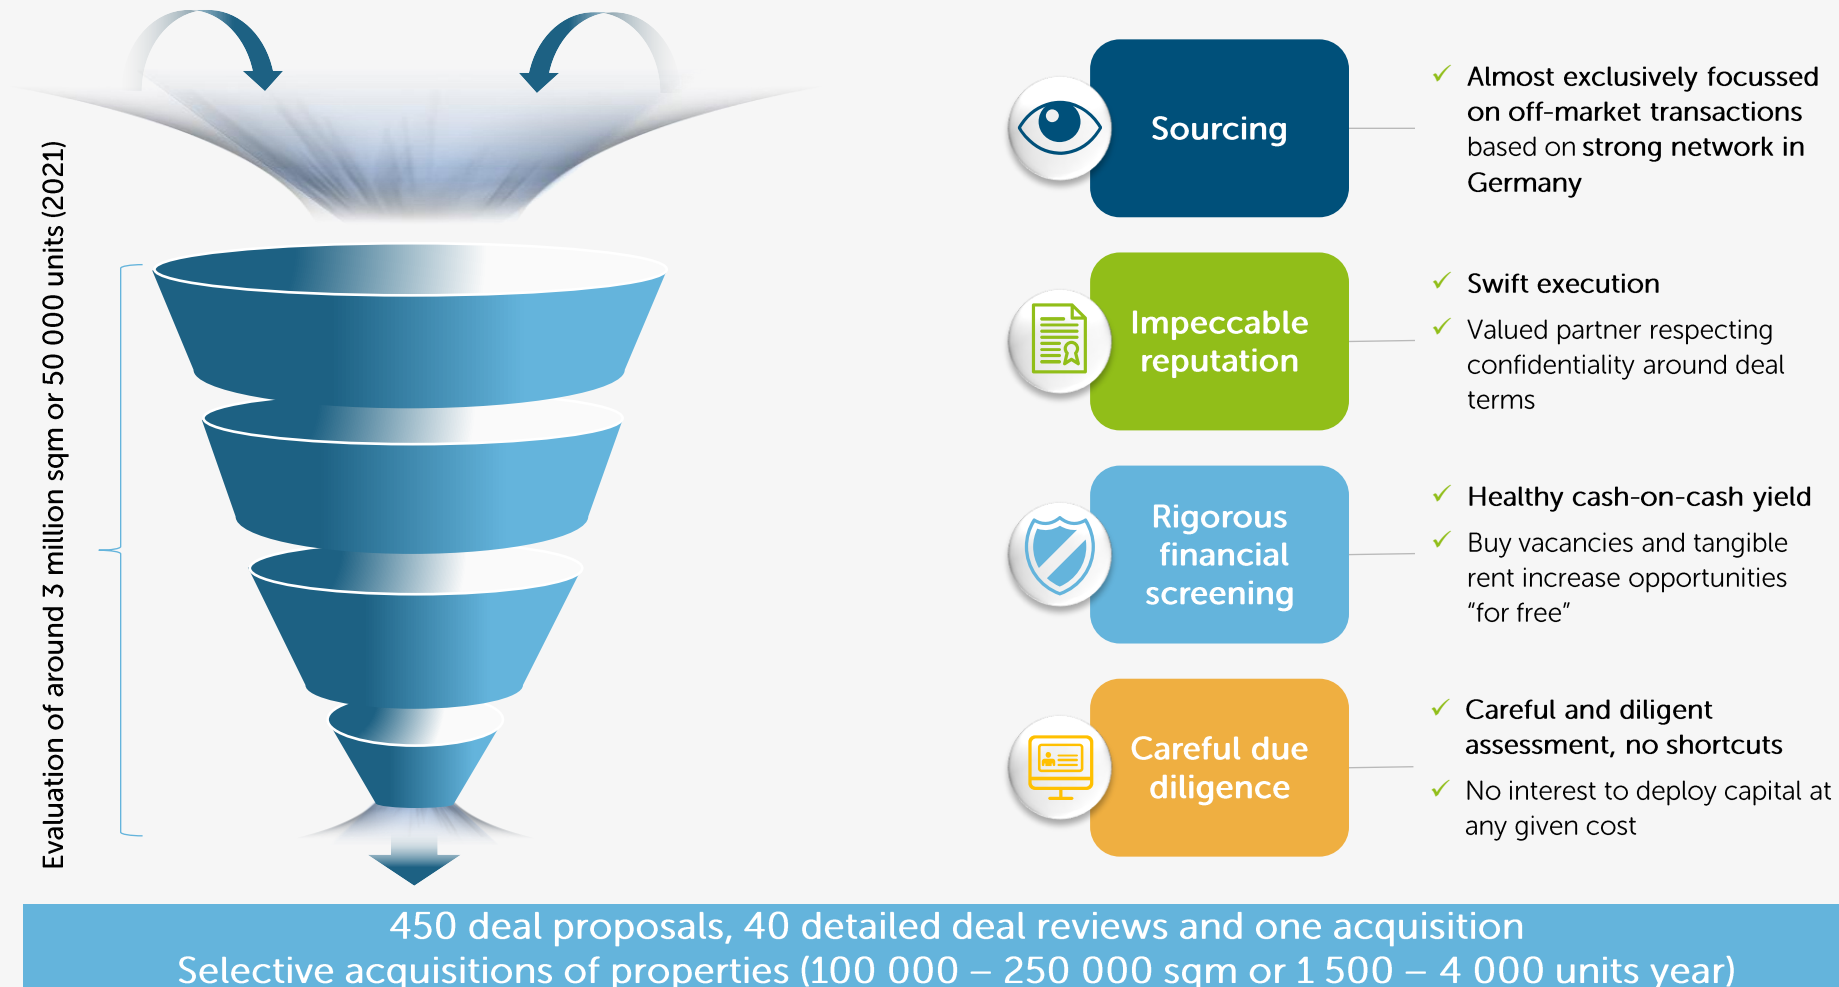 Evaluation of around 3 million sqm or 50 000 units (2021)
Sourcing
✓ Almost exclusively focussed
on off-market transactions
based on strong network in
Germany
Impeccable
reputation
✓ Swift execution
✓ Valued partner respecting
confidentiality around deal
terms
Rigorous
financial
screening
✓ Healthy cash-on-cash yield
✓ Buy vacancies and tangible
rent increase opportunities
“for free”
Careful due
diligence
✓ Careful and diligent
assessment, no shortcuts
✓ No interest to deploy capital at
any given cost
450 deal proposals, 40 detailed deal reviews and one acquisition
Selective acquisitions of properties (100 000 – 250 000 sqm or 1 500 – 4 000 units year)